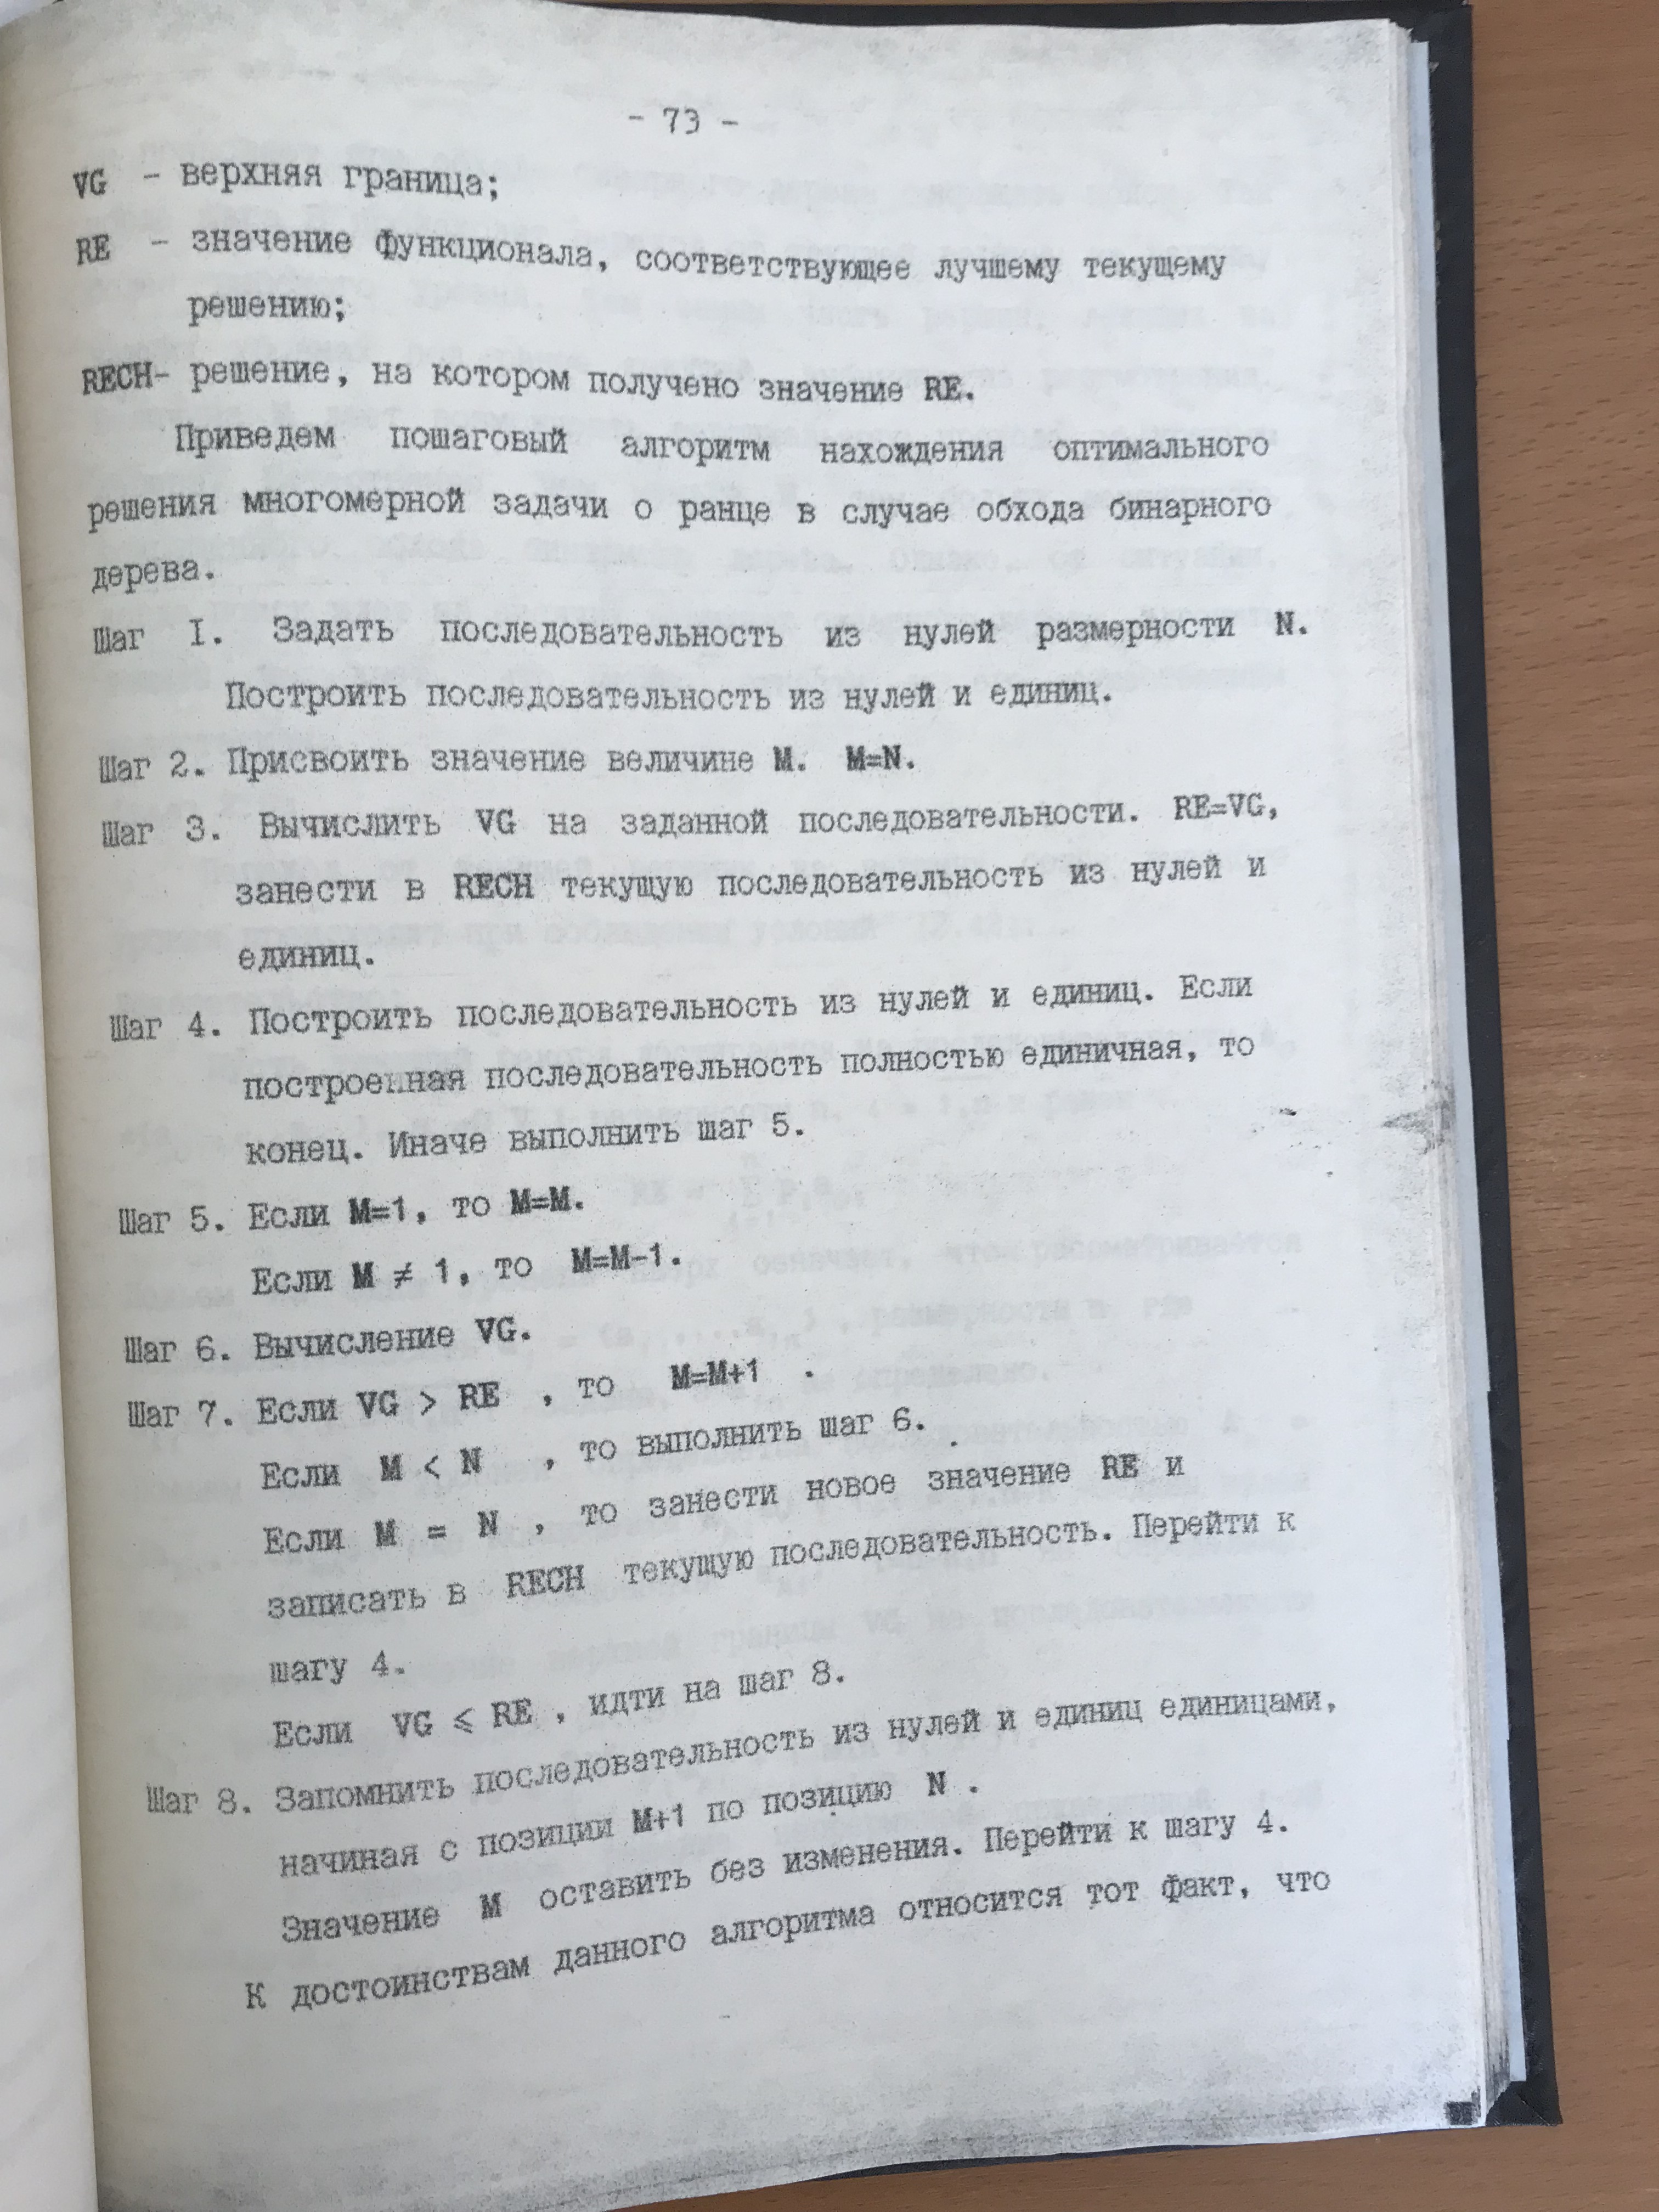 - 73 -
VG - верхняя граница;
RE - значение функционала, соответствующее лучшему текущему
решению;
RECH- решение, на котором получено значение RE.
Приведем пошаговый алгоритм нахождения оптимального
решения многомерной задачи о ранце в случае обхода бинарного
дерева.
Шаг I. Задать последовательность из нулей размерности N.
Построить последовательность из нулей и единиц.
Шаг 2. Присвоить значение величине M. M=N.
Шаг 3. Вычислить VG на заданной последовательности. RE=VG,
занести в RECH текущую последовательность из нулей и
единиц.
Шаг 4. Построить последовательность из нулей и единиц. Если
построенная последовательность полностью единичная, то
конец. Иначе выполнить шаг 5.
Шаг 5. Если M=1, то M=M.
Если M ≠ 1, то M=M-1.
Шаг 6. Вычисление VG.
Шаг 7. Если VG > RE , то M=M+1 .
Если M < N , то выполнить шаг 6.
Если M = N , то занести новое значение RE и
записать в RECH текущую последовательность. Перейти к
шагу 4.
Если VG ⩽ RE , идти на шаг 8.
Шаг 8. Запомнить последовательность из нулей и единиц единицами,
начиная с позиции M+1 по позицию N .
Значение M оставить без изменения. Перейти к шагу 4.
К достоинствам данного алгоритма относится тот факт, что